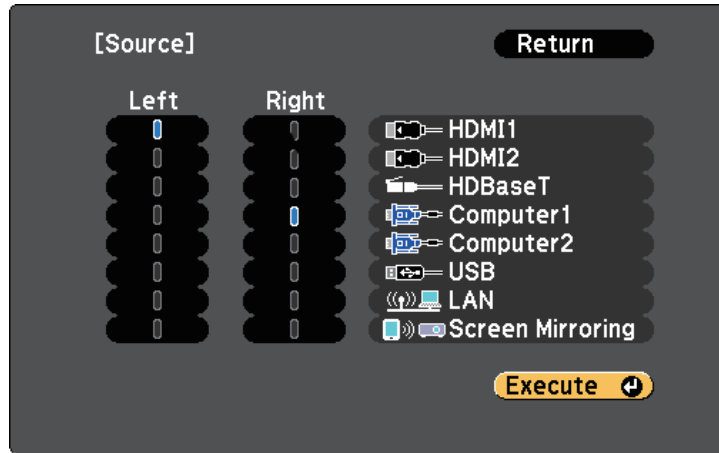 [Source]
Return
Left Right
HDMI1
HDMI2
HDBaseT
Computer1
Computer2
USB
LAN
Screen Mirroring
Execute